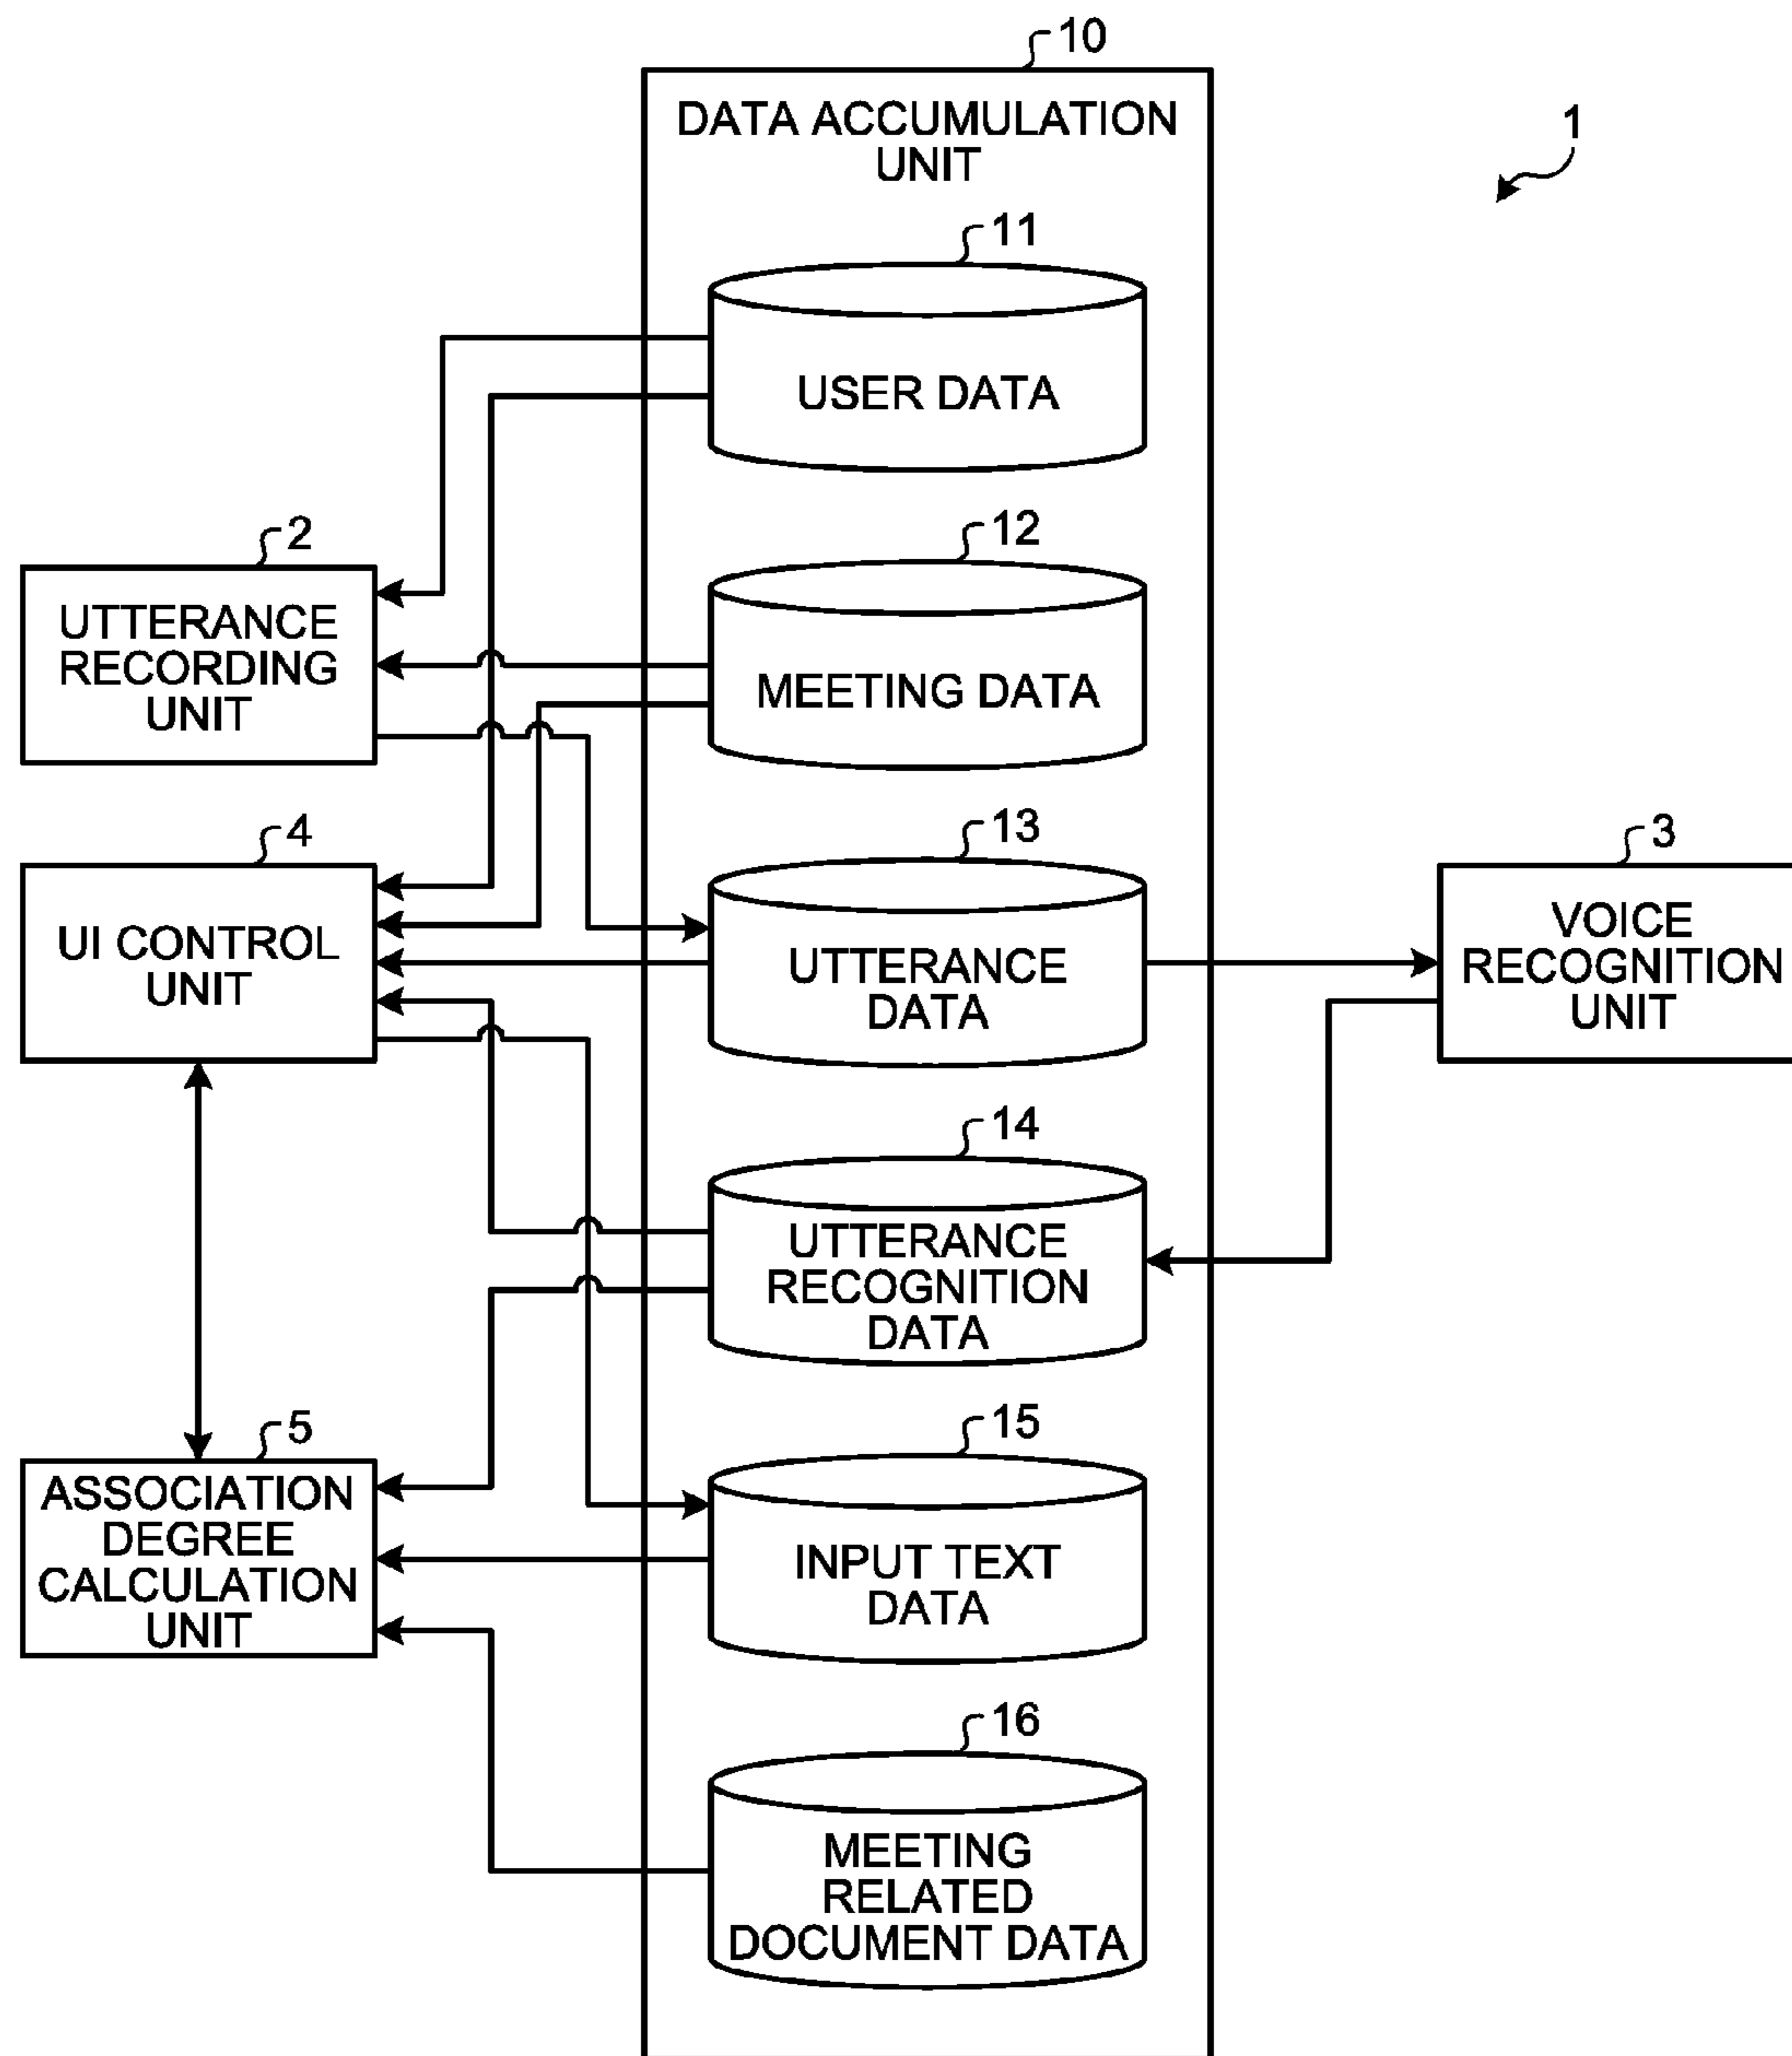 10
DATA ACCUMULATION
UNIT
1
11
USER DATA
2
UTTERANCE
RECORDING
UNIT
12
MEETING DATA
4
UI CONTROL
UNIT
13
UTTERANCE
DATA
3
VOICE
RECOGNITION
UNIT
14
UTTERANCE
RECOGNITION
DATA
5
ASSOCIATION
DEGREE
CALCULATION
UNIT
15
INPUT TEXT
DATA
16
MEETING
RELATED
DOCUMENT DATA